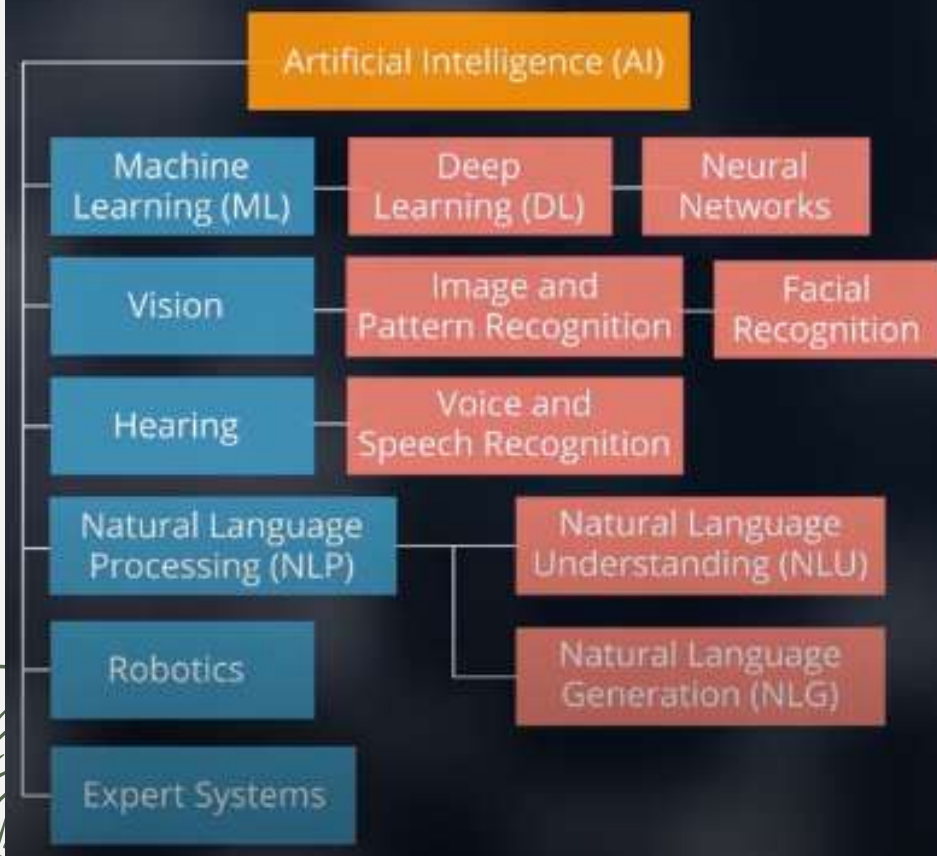 Artificial Intelligence (AI)
Machine
Learning (ML)
Deep
Learning (DL)
Neural
Networks
Vision
Image and
Pattern Recognition
Facial
Recognition
Hearing
Voice and
Speech Recognition
Natural Language
Processing (NLP)
Natural Language
Understanding (NLU)
Natural Language
Generation (NLG)
Robotics
Expert Systems